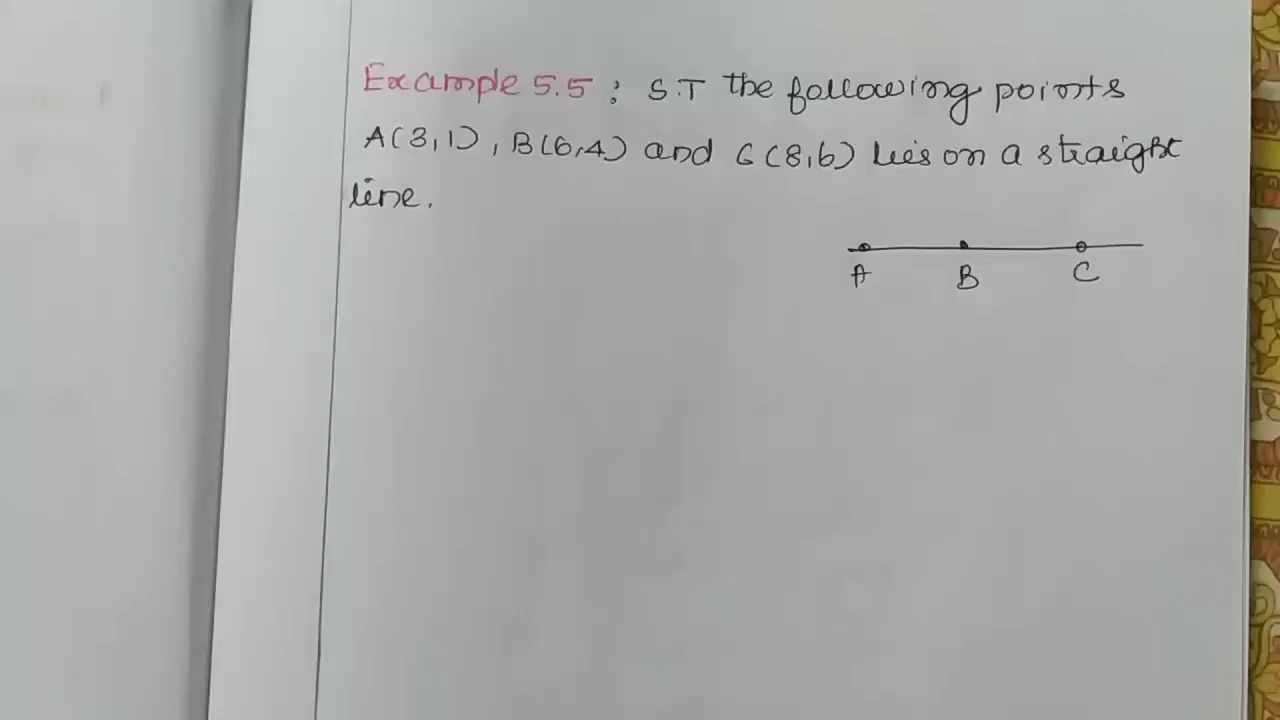 Example 5.5 : S.T the following points
A(3,1), B(6,4) and C(8,6) lies on a straight
line.
A B C